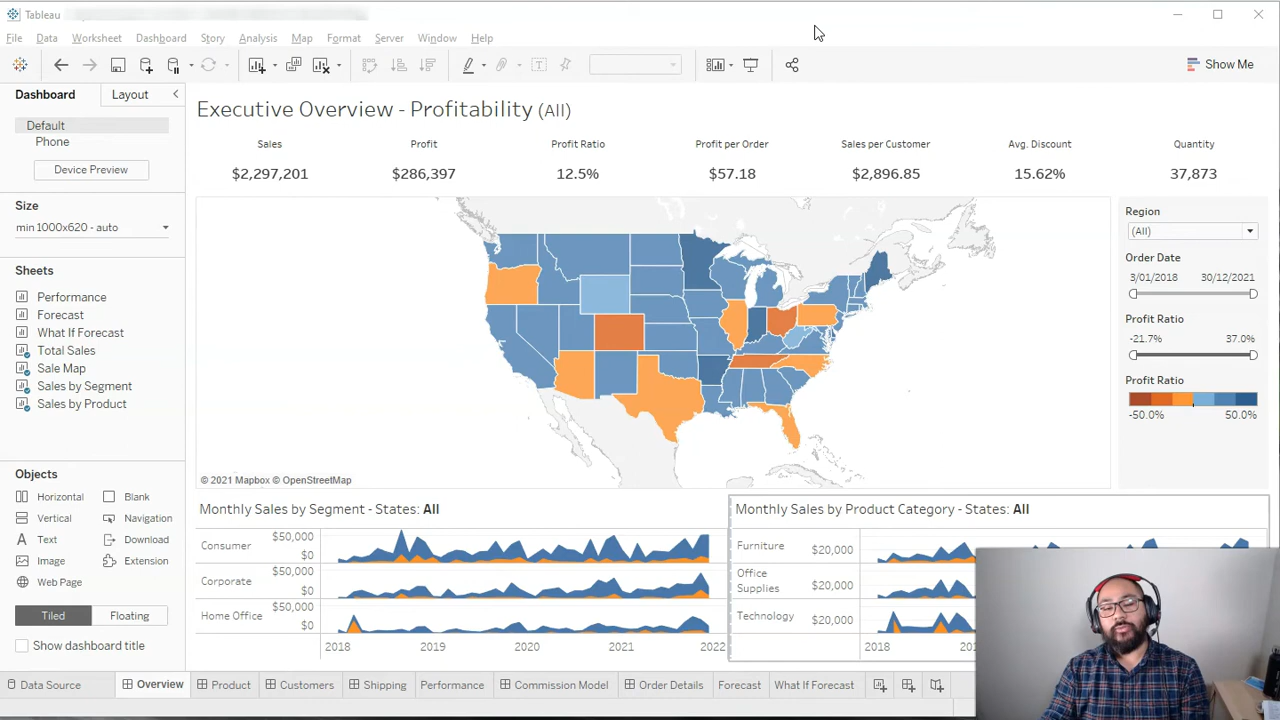 Tableau
File Data Worksheet Dashboard Story Analysis Map Format Server Window Help
Show Me
Dashboard Layout
Default
Phone
Device Preview
Size
min 1000x620 - auto
Sheets
Performance
Forecast
What If Forecast
Total Sales
Sale Map
Sales by Segment
Sales by Product
Objects
Horizontal Blank
Vertical Navigation
Text Download
Image Extension
Web Page
Tiled Floating
Show dashboard title
Executive Overview - Profitability (All)
Sales Profit Profit Ratio Profit per Order Sales per Customer Avg. Discount Quantity
$2,297,201 $286,397 12.5% $57.18 $2,896.85 15.62% 37,873
Region
(All)
Order Date
3/01/2018 30/12/2021
Profit Ratio
-21.7% 37.0%
Profit Ratio
-50.0% 50.0%
© 2021 Mapbox © OpenStreetMap
Monthly Sales by Segment - States: All
Consumer $50,000
$0
Corporate $50,000
$0
Home Office $50,000
$0
2018 2019 2020 2021 2022
Monthly Sales by Product Category - States: All
Furniture $20,000
Office
Supplies $20,000
Technology $20,000
2018
Data Source Overview Product Customers Shipping Performance Commission Model Order Details Forecast What If Forecast